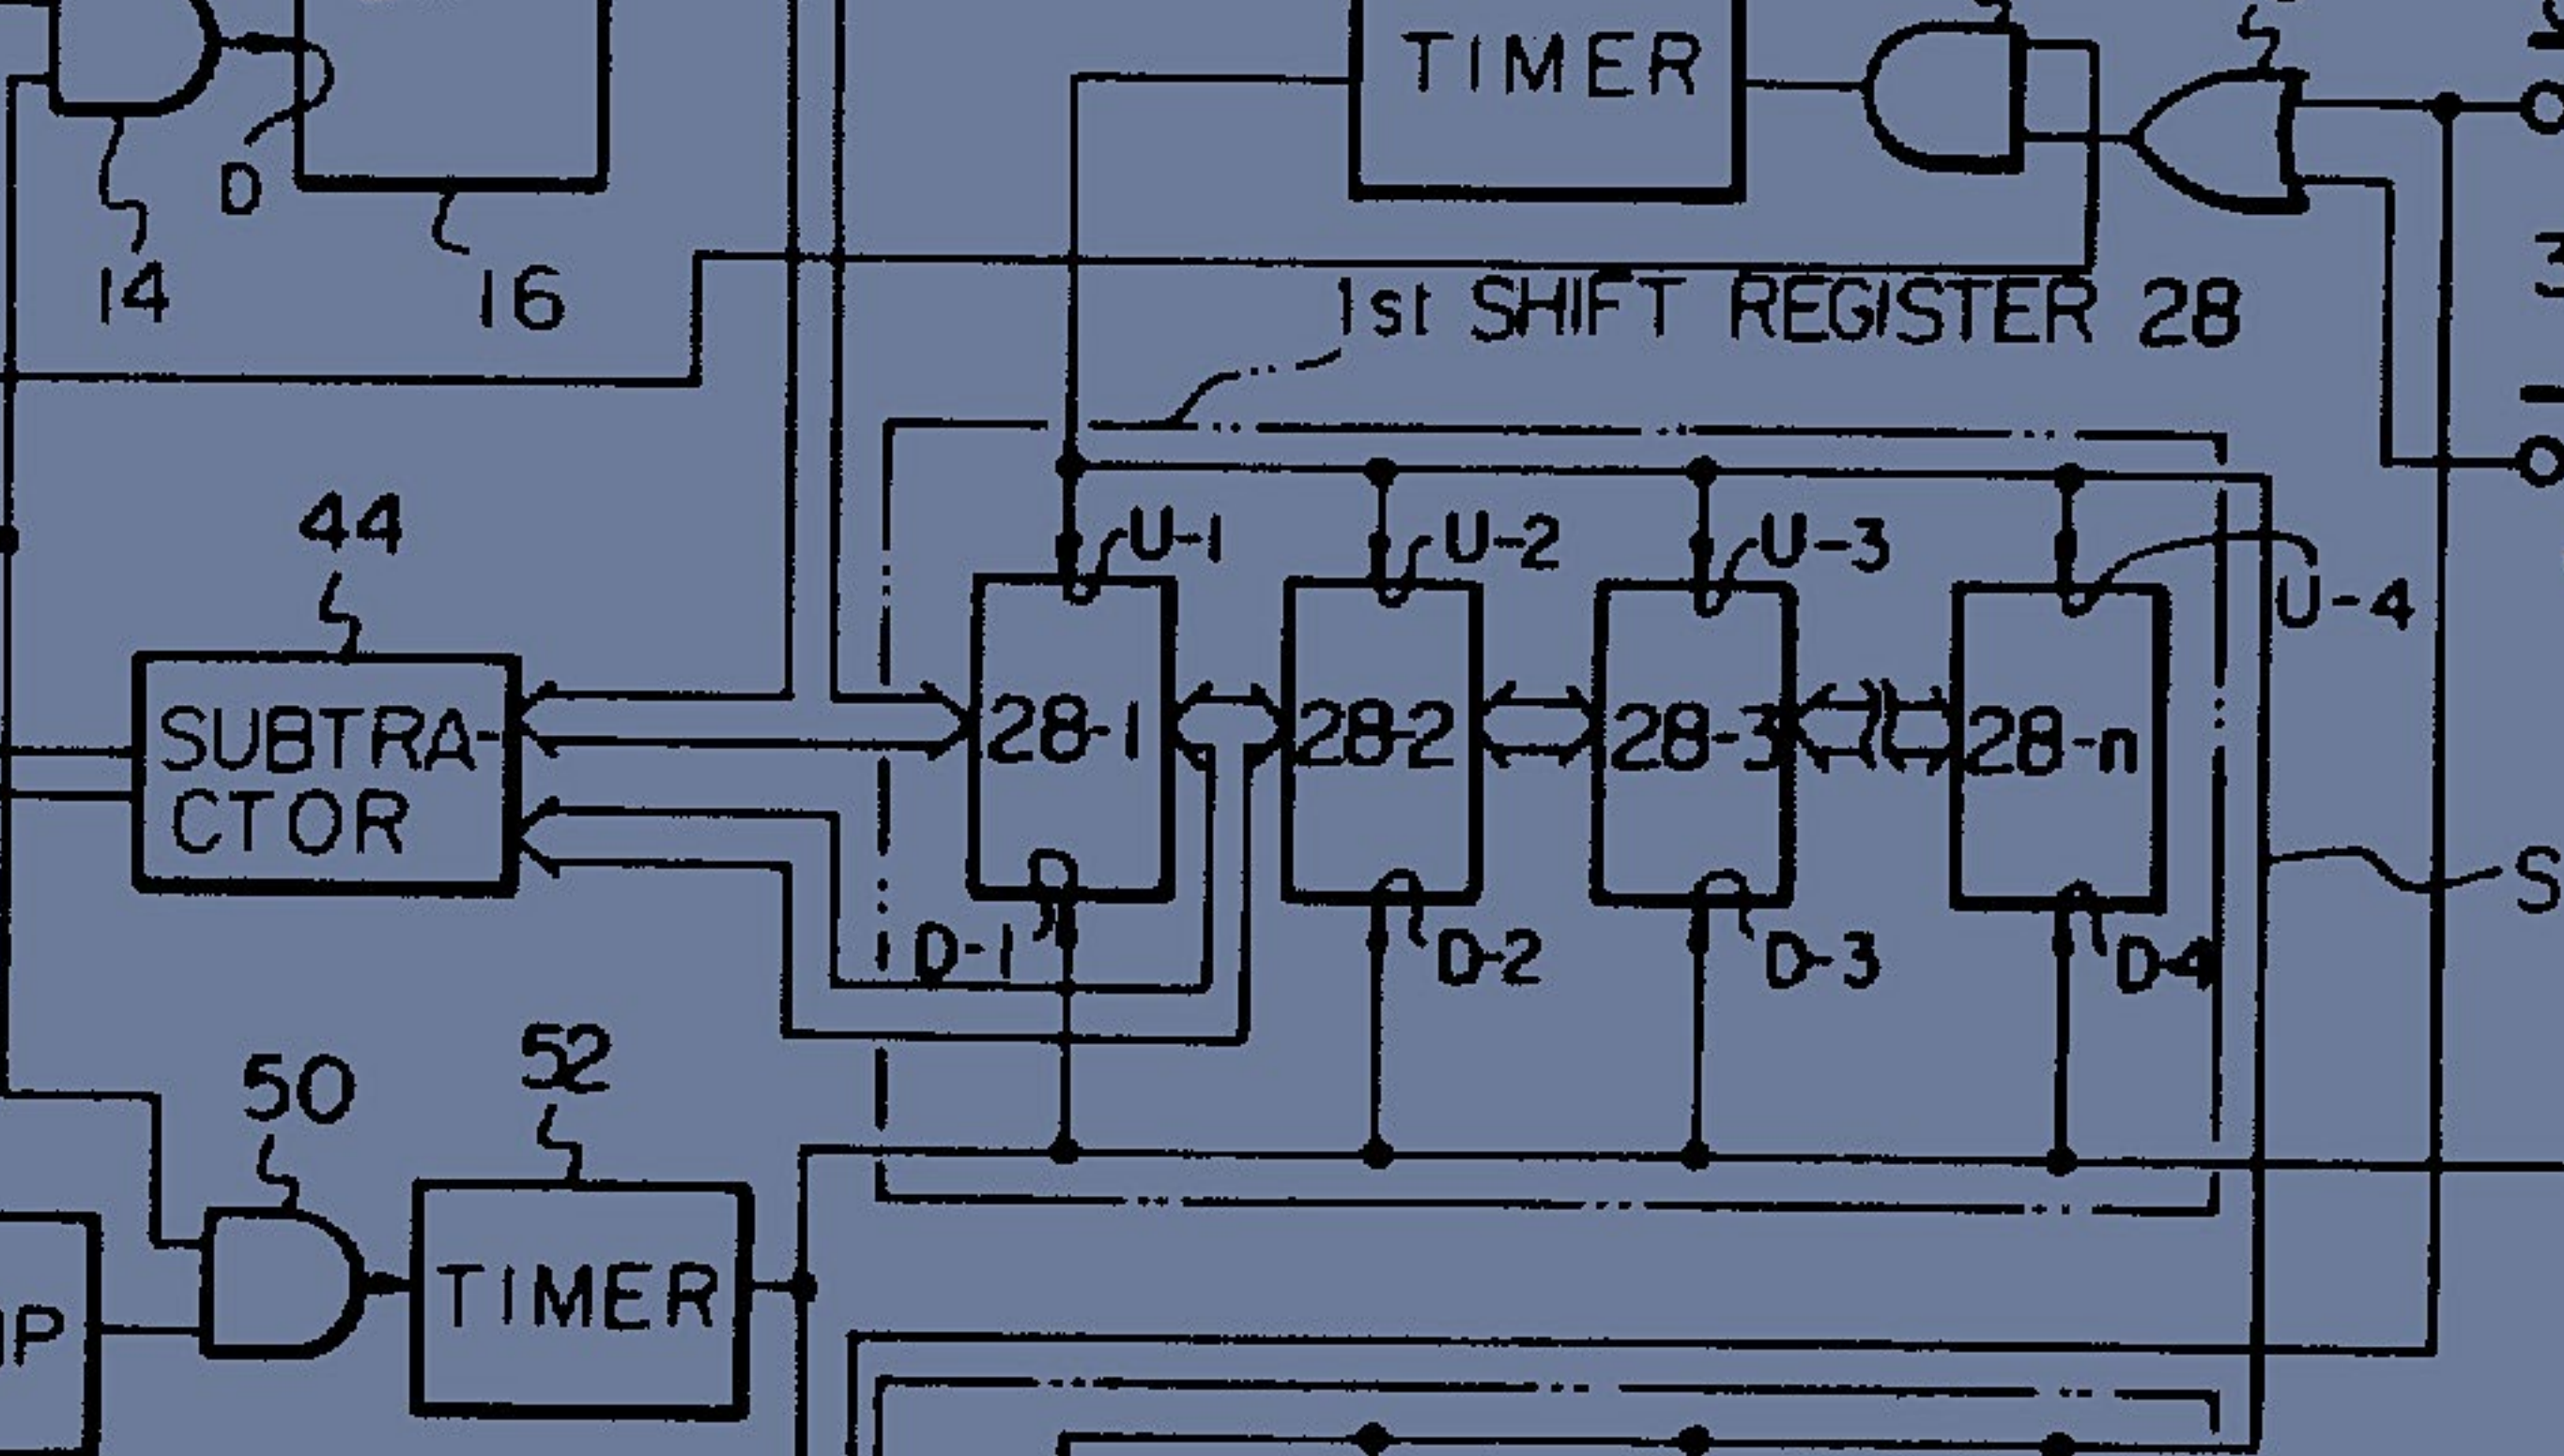 TIMER
D
14
16
1st SHIFT REGISTER 28
44
U-1
U-2
U-3
U-4
SUBTRA-
CTOR
28-1
28-2
28-3
28-n
S
D-1
D-2
D-3
D-4
50
52
TIMER